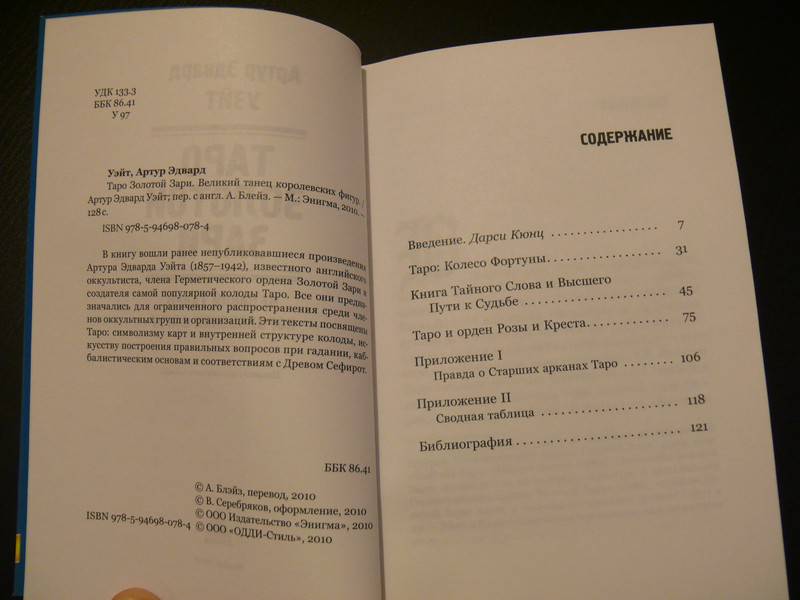 УДК 133.3
ББК 86.41
У 97
Уэйт, Артур Эдвард
Таро Золотой Зари. Великий танец королевских фигур. /
Артур Эдвард Уэйт; пер. с англ. А. Блейз. — М.: Энигма, 2010. –
128 с.
ISBN 978-5-94698-078-4
В книгу вошли ранее непубликовавшиеся произведения
Артура Эдварда Уэйта (1857–1942), известного английского
оккультиста, члена Герметического ордена Золотой Зари и
создателя самой популярной колоды Таро. Все они предна-
значались для ограниченного распространения среди чле-
нов оккультных групп и организаций. Эти тексты посвящены
Таро: символизму карт и внутренней структуре колоды, ис-
кусству построения правильных вопросов при гадании, каб-
балистическим основам и соответствиям с Древом Сефирот.
ББК 86.41
© А. Блэйз, перевод, 2010
© В. Серебряков, оформление, 2010
© ООО Издательство «Энигма», 2010
ISBN 978-5-94698-078-4 © ООО «ОДДИ-Стиль», 2010
СОДЕРЖАНИЕ
Введение. Дарси Кюнц . . . . . . . . . . . . . . . . . 7
Таро: Колесо Фортуны. . . . . . . . . . . . . . . . . . 31
Книга Тайного Слова и Высшего
Пути к Судьбе . . . . . . . . . . . . . . . . . . . . . 45
Таро и орден Розы и Креста. . . . . . . . . . . . . 75
Приложение I
Правда о Старших арканах Таро . . . . . . . . 106
Приложение II
Сводная таблица . . . . . . . . . . . . . . . . . . . . 118
Библиография . . . . . . . . . . . . . . . . . . . . . . . . 121